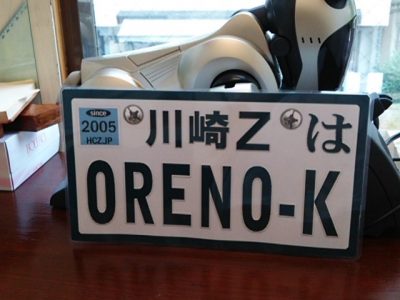 since
2005
HCZ.JP
川崎Zは
ORENO-K